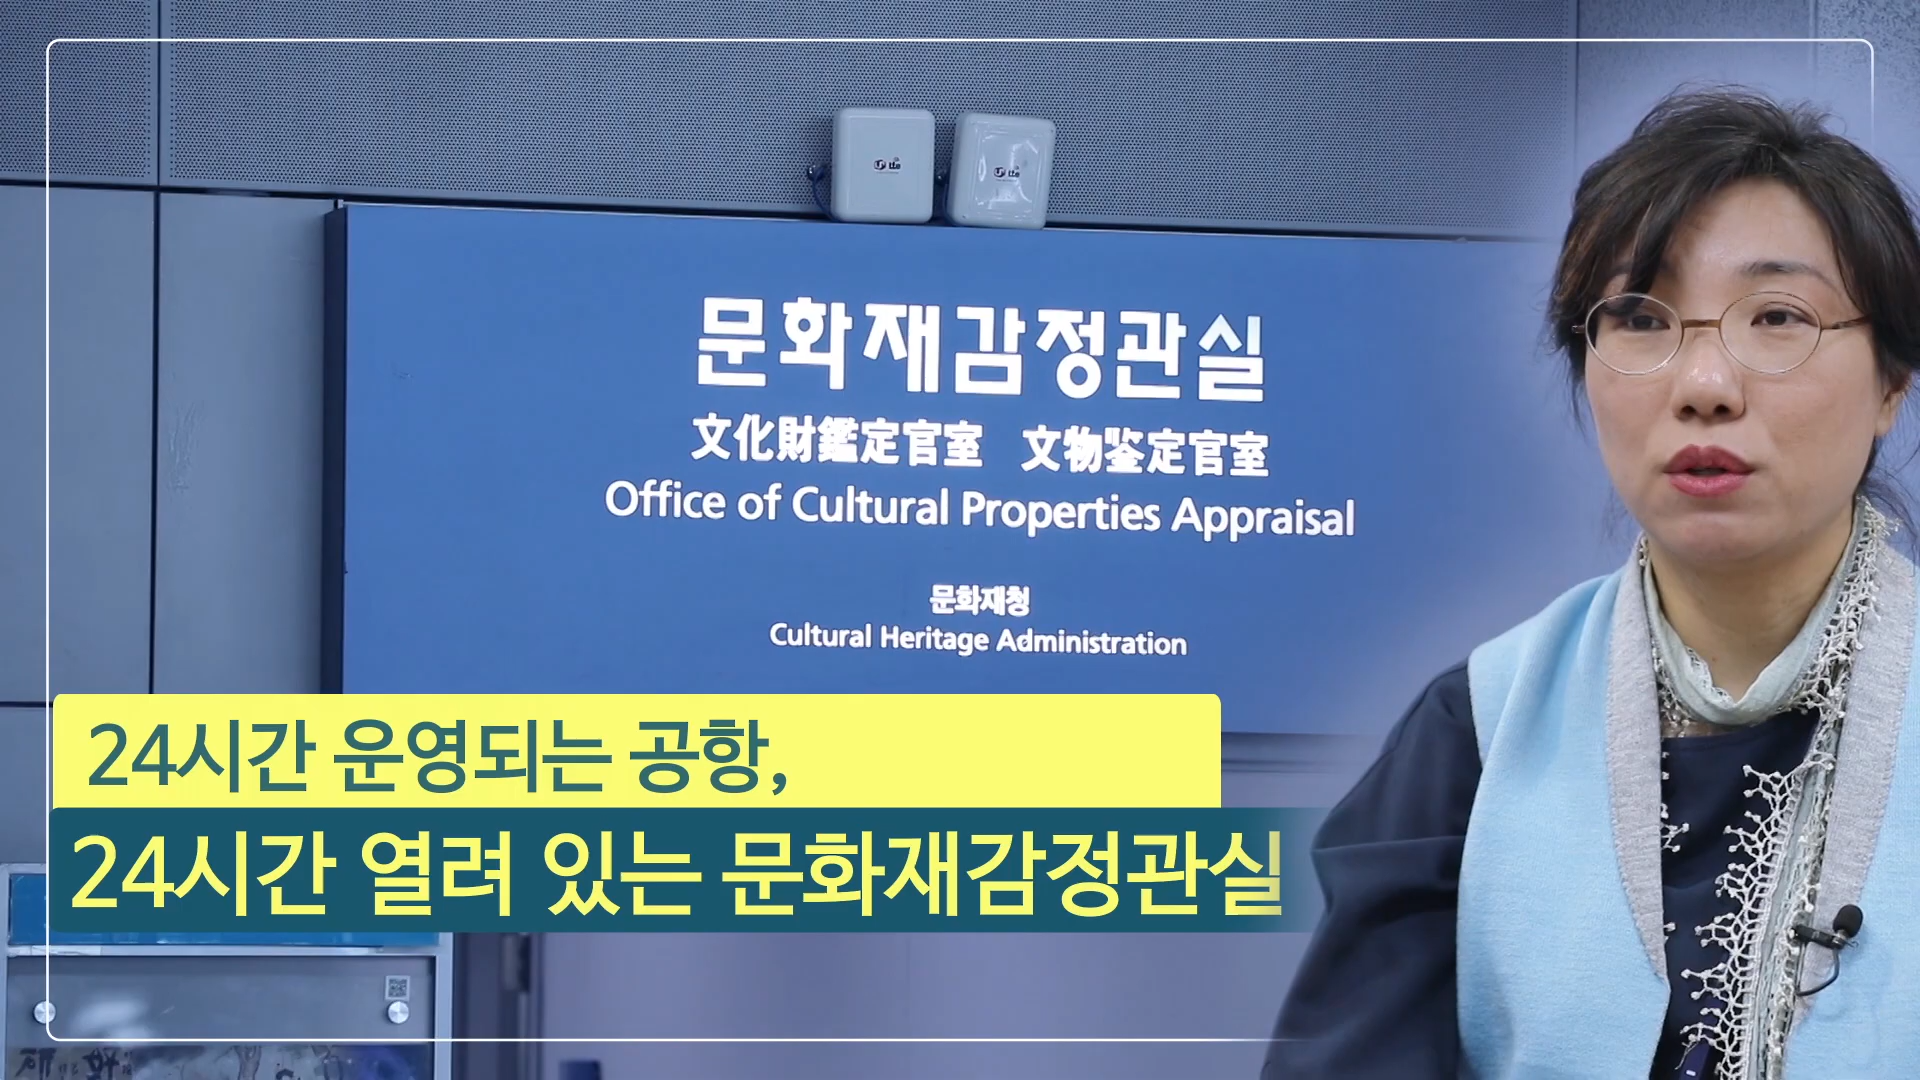 문화재감정관실
文化財鑑定官室 文物鉴定官室
Office of Cultural Properties Appraisal
문화재청
Cultural Heritage Administration
24시간 운영되는 공항,
24시간 열려 있는 문화재감정관실